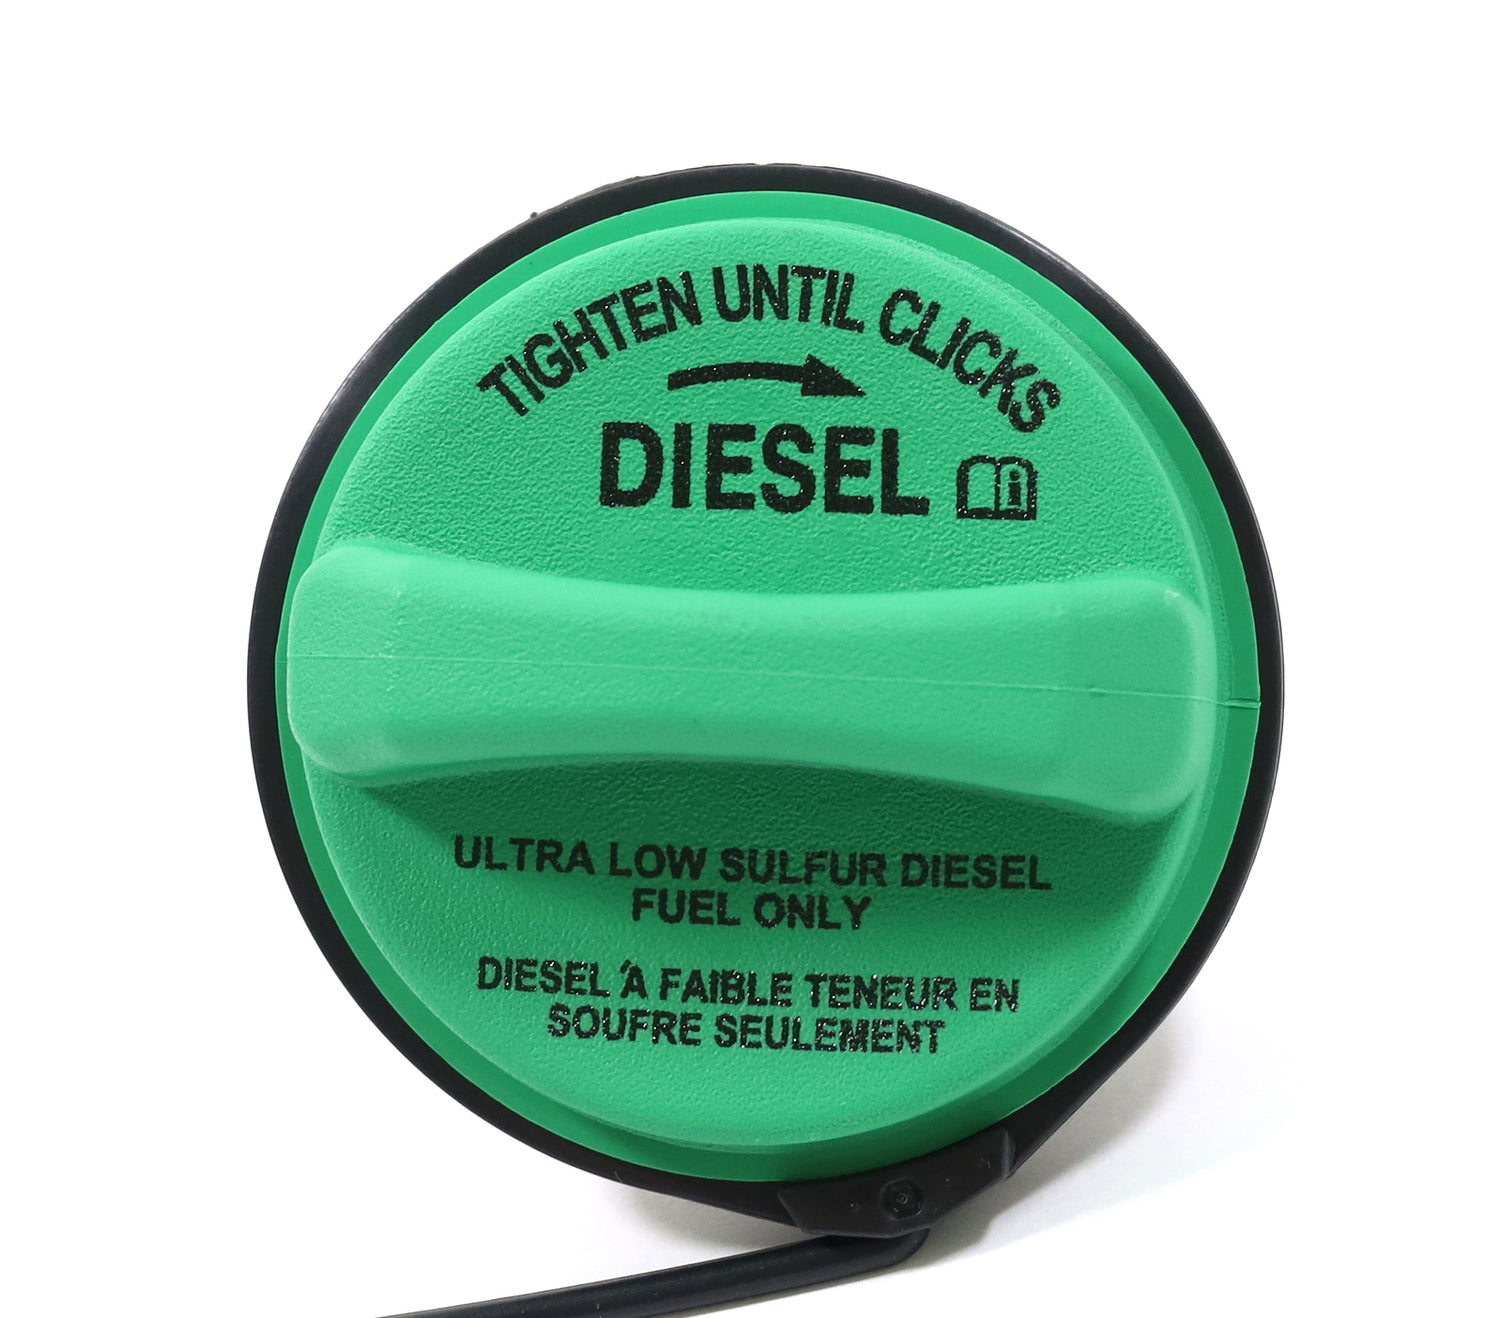 TIGHTEN UNTIL CLICKS
DIESEL
ULTRA LOW SULFUR DIESEL
FUEL ONLY
DIESEL À FAIBLE TENEUR EN
SOUFRE SEULEMENT